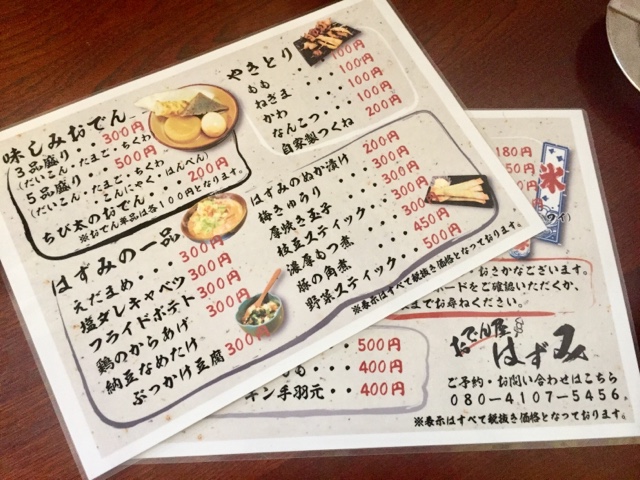 味しみおでん
3品盛り・・・300円
(だいこん・たまご・ちくわ)
5品盛り・・・500円
(だいこん・たまご・ちくわ
・こんにゃく・はんぺん)
ちび太のおでん・・・200円
※おでん単品は各100円となります。
やきとり
100円
もも・・・100円
ねぎま・・・100円
かわ・・・100円
なんこつ・・・100円
自家製つくね 200円
はすみの一品
えだまめ・・・300円
塩ダレキャベツ 300円
フライドポテト 300円
鶏のからあげ 300円
納豆なめたけ
ぶっかけ豆腐 300円
はずみのぬか漬け 200円
梅きゅうり 300円
厚焼き玉子 300円
枝豆スティック・・・300円
濃厚もつ煮・・・300円
豚の角煮・・・450円
野菜スティック・・・500円
※表示はすべて税抜き価格となっております。
180円
50円
50円
氷
おさかなございます。
ボードをご確認いただくか、
までお尋ねください。
500円
もも・・・400円
キン手羽元・・・400円
おでん屋
はずみ
ご予約・お問い合わせはこちら
080-4107-5456
※表示はすべて税抜き価格となっております。